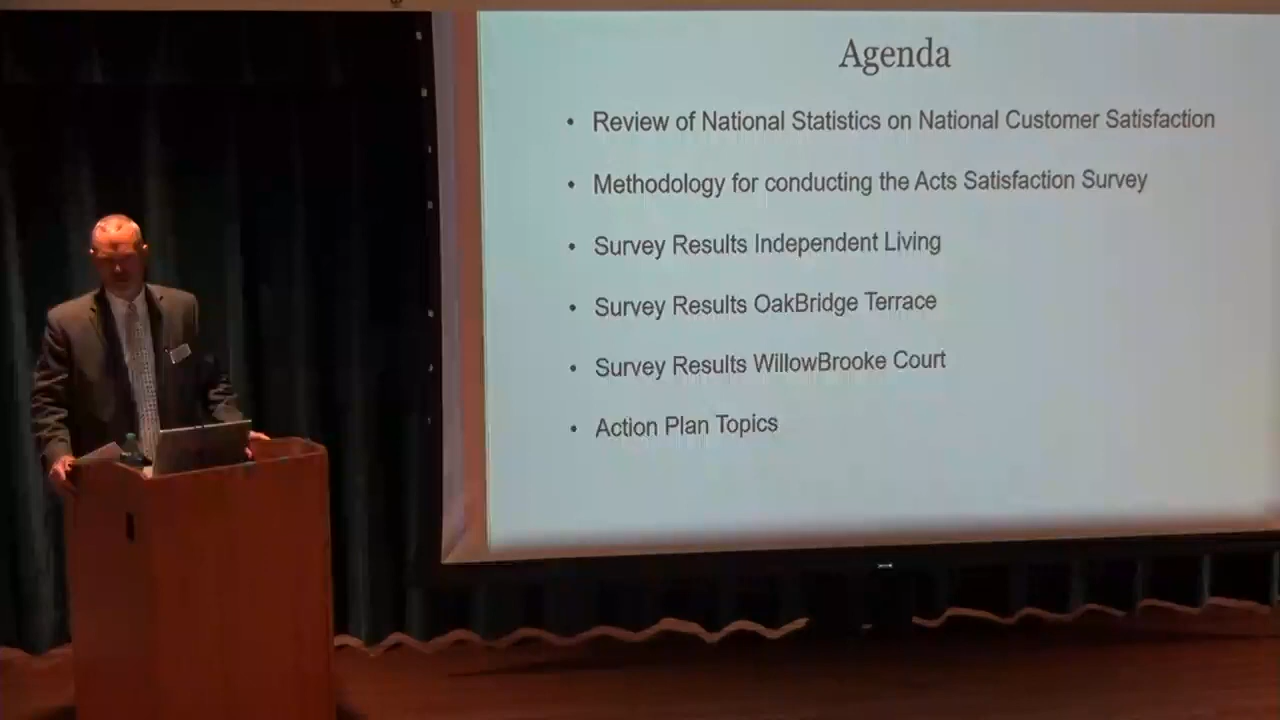 Agenda
• Review of National Statistics on National Customer Satisfaction
• Methodology for conducting the Acts Satisfaction Survey
• Survey Results Independent Living
• Survey Results OakBridge Terrace
• Survey Results WillowBrooke Court
• Action Plan Topics